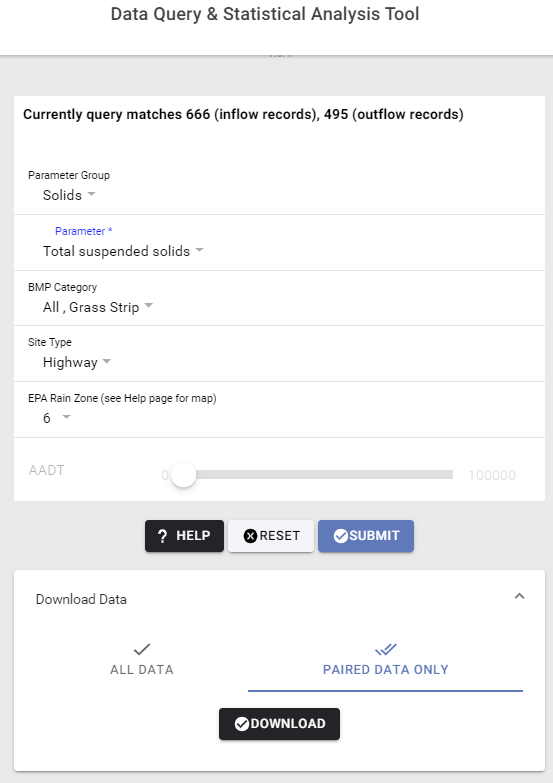 Data Query & Statistical Analysis Tool
Currently query matches 666 (inflow records), 495 (outflow records)
Parameter Group
Solids
Parameter *
Total suspended solids
BMP Category
All , Grass Strip
Site Type
Highway
EPA Rain Zone (see Help page for map)
6
AADT 0 100000
? HELP RESET SUBMIT
Download Data
ALL DATA PAIRED DATA ONLY
DOWNLOAD